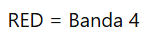 RED = Banda 4